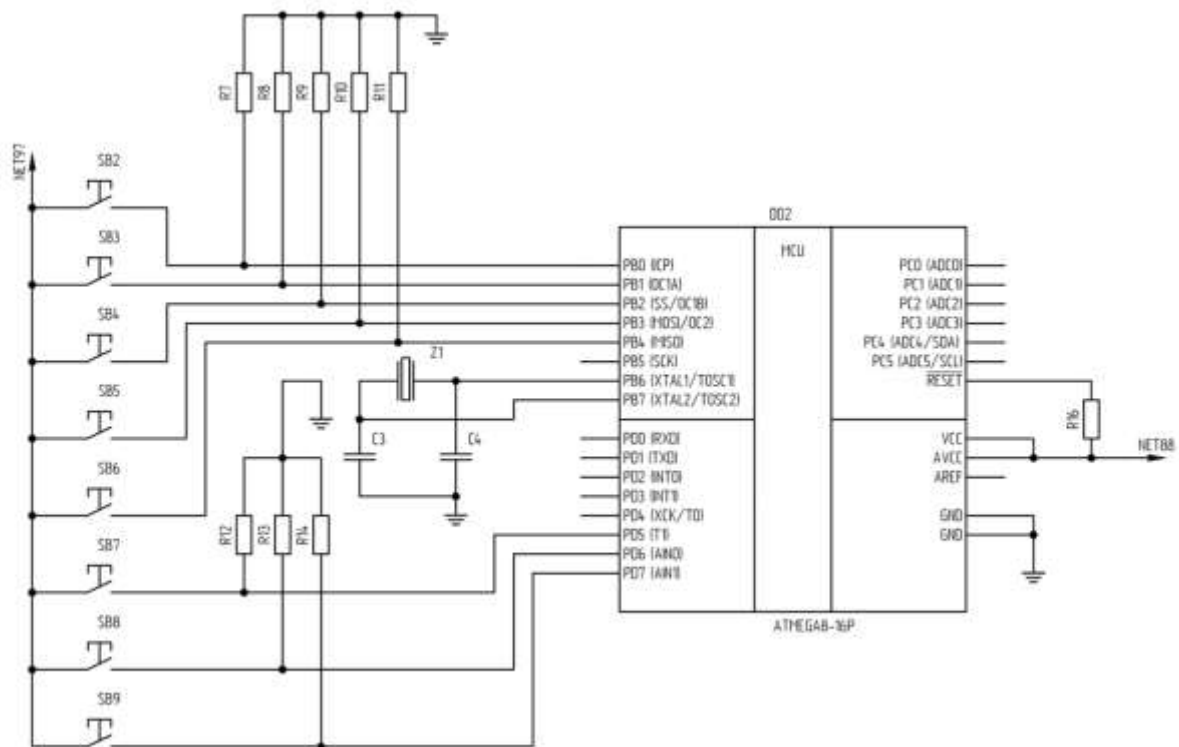 R7
R8
R9
R10
R11
NET97
SB2
SB3
SB4
SB5
SB6
SB7
SB8
SB9
R12
R13
R14
Z1
C3
C4
DD2
MCU
PB0 (ICP)
PB1 (OC1A)
PB2 (SS/OC1B)
PB3 (MOSI/OC2)
PB4 (MISO)
PB5 (SCK)
PB6 (XTAL1/TOSC1)
PB7 (XTAL2/TOSC2)
PD0 (RXD)
PD1 (TXD)
PD2 (INT0)
PD3 (INT1)
PD4 (XCK/T0)
PD5 (T1)
PD6 (AIN0)
PD7 (AIN1)
PC0 (ADC0)
PC1 (ADC1)
PC2 (ADC2)
PC3 (ADC3)
PC4 (ADC4/SDA)
PC5 (ADC5/SCL)
RESET
VCC
AVCC
AREF
GND
GND
R16
NET88
ATMEGA8-16P